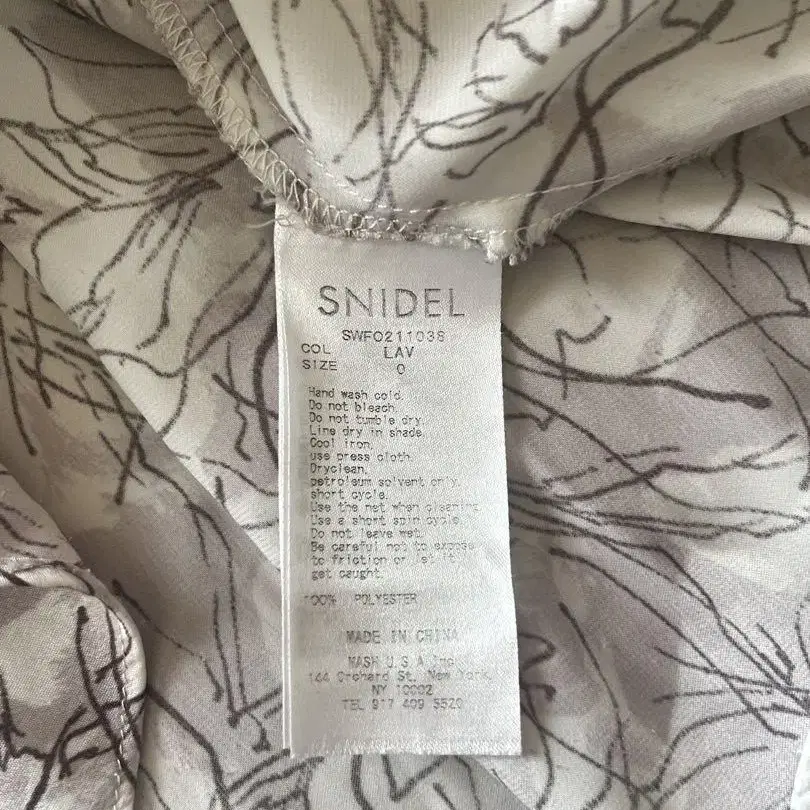 SNIDEL
SWFO211038
COL LAV
SIZE 0
Hand wash cold.
Do not bleach.
Do not tumble dry.
Line dry in shade.
Cool iron.
use press cloth.
Dryclean.
petroleum solvent only.
short cycle.
Use the net when cleaning.
Use a short spin cycle.
Do not leave wet.
Be careful not to expose
to friction or let it
get caught.
100% POLYESTER
MADE IN CHINA
MASH U.S.A Inc
144 Orchard St, New York,
NY 10002
TEL 917 409 5520